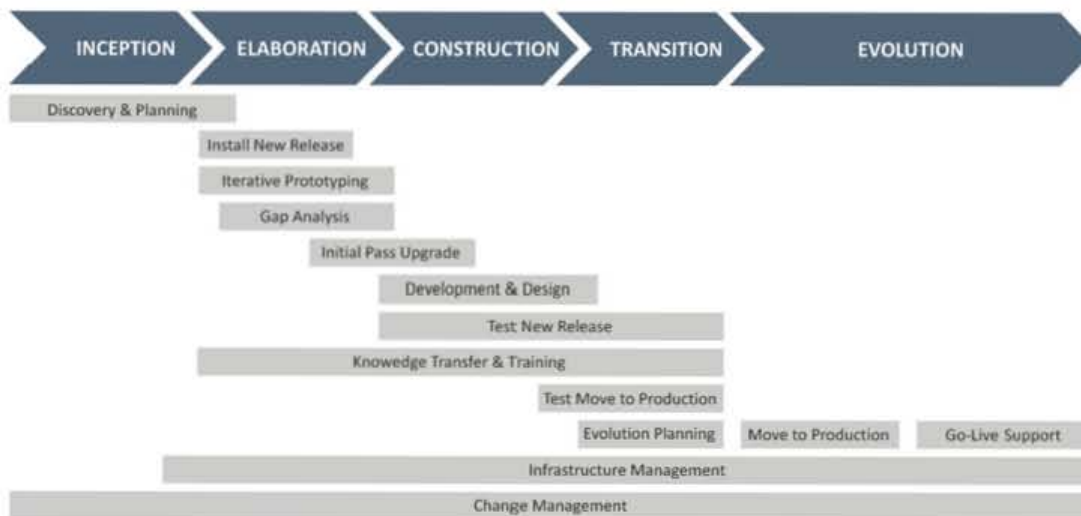 INCEPTION ELABORATION CONSTRUCTION TRANSITION EVOLUTION
Discovery & Planning
Install New Release
Iterative Prototyping
Gap Analysis
Initial Pass Upgrade
Development & Design
Test New Release
Knowedge Transfer & Training
Test Move to Production
Evolution Planning Move to Production Go-Live Support
Infrastructure Management
Change Management